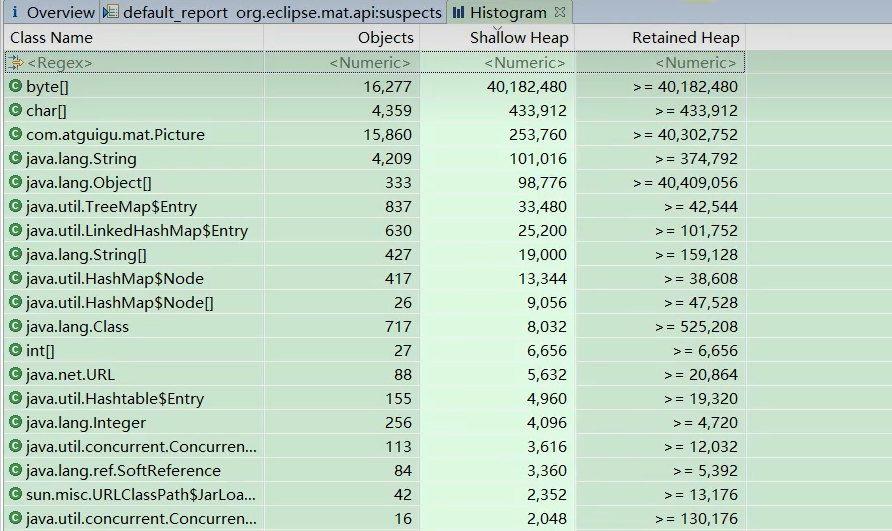 i Overview default_report org.eclipse.mat.api:suspects Histogram
Class Name Objects Shallow Heap Retained Heap
<Regex> <Numeric> <Numeric> <Numeric>
byte[] 16,277 40,182,480 >= 40,182,480
char[] 4,359 433,912 >= 433,912
com.atguigu.mat.Picture 15,860 253,760 >= 40,302,752
java.lang.String 4,209 101,016 >= 374,792
java.lang.Object[] 333 98,776 >= 40,409,056
java.util.TreeMap$Entry 837 33,480 >= 42,544
java.util.LinkedHashMap$Entry 630 25,200 >= 101,752
java.lang.String[] 427 19,000 >= 159,128
java.util.HashMap$Node 417 13,344 >= 38,608
java.util.HashMap$Node[] 26 9,056 >= 47,528
java.lang.Class 717 8,032 >= 525,208
int[] 27 6,656 >= 6,656
java.net.URL 88 5,632 >= 20,864
java.util.Hashtable$Entry 155 4,960 >= 19,320
java.lang.Integer 256 4,096 >= 4,720
java.util.concurrent.Concurren... 113 3,616 >= 12,032
java.lang.ref.SoftReference 84 3,360 >= 5,392
sun.misc.URLClassPath$JarLoa... 42 2,352 >= 13,176
java.util.concurrent.Concurren... 16 2,048 >= 130,176